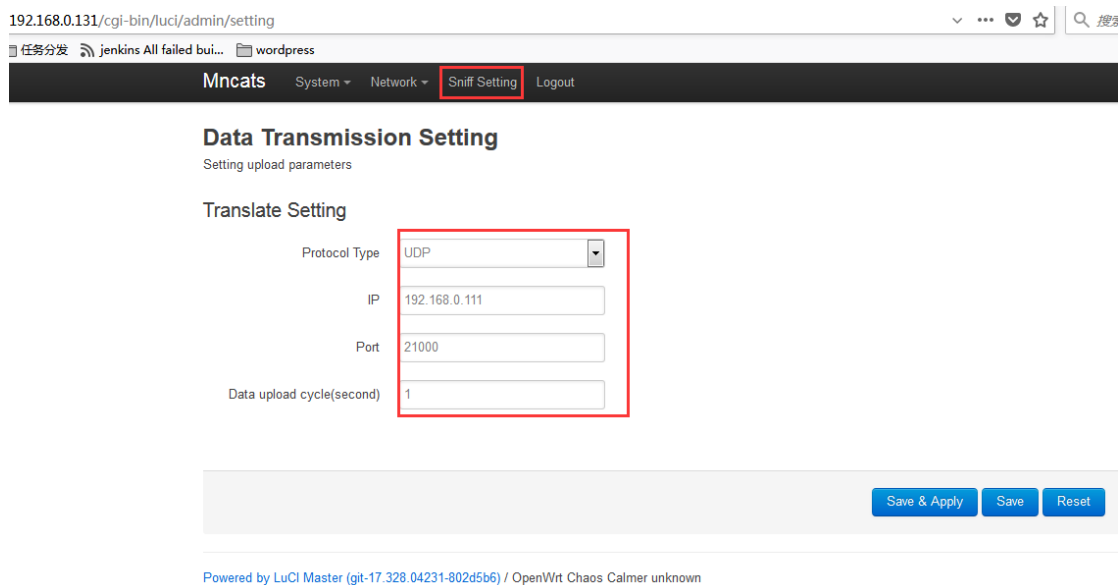 192.168.0.131/cgi-bin/luci/admin/setting
任务分发 jenkins All failed bui... wordpress
Mncats System Network Sniff Setting Logout
Data Transmission Setting
Setting upload parameters
Translate Setting
Protocol Type UDP
IP 192.168.0.111
Port 21000
Data upload cycle(second) 1
Save & Apply Save Reset
Powered by LuCI Master (git-17.328.04231-802d5b6) / OpenWrt Chaos Calmer unknown